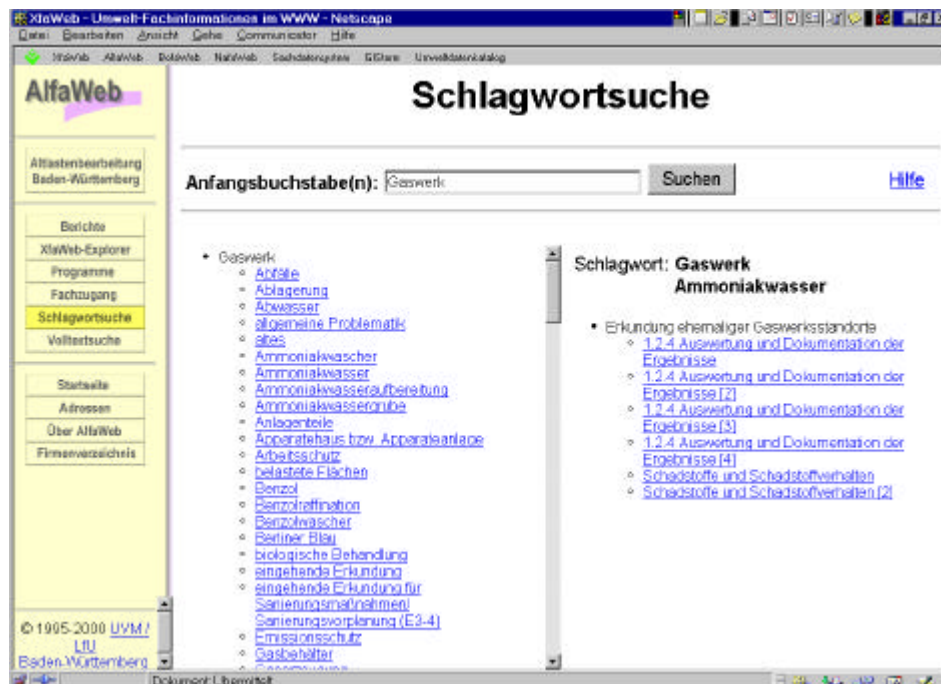 XfaWeb - Umwelt-Fachinformationen im WWW - Netscape
Datei Bearbeiten Ansicht Gehe Communicator Hilfe
XfaWeb AlfaWeb BofaWeb NafaWeb Sachdatensystem GIStern Umweltdatenkatalog
AlfaWeb
Altlastenbearbeitung
Baden-Württemberg
Berichte
XfaWeb-Explorer
Programme
Fachzugang
Schlagwortsuche
Volltextsuche
Startseite
Adressen
Über AlfaWeb
Firmenverzeichnis
© 1995-2000 UVM /
LfU
Baden-Württemberg
Schlagwortsuche
Anfangsbuchstabe(n): Gaswerk Suchen Hilfe
Gaswerk
Abfälle
Ablagerung
Abwasser
allgemeine Problematik
altes
Ammoniakwascher
Ammoniakwasser
Ammoniakwasseraufbereitung
Ammoniakwassergrube
Anlagenteile
Apparatehaus bzw. Apparateanlage
Arbeitsschutz
belastete Flächen
Benzol
Benzolraffination
Benzolwascher
Berliner Blau
biologische Behandlung
eingehende Erkundung
eingehende Erkundung für
Sanierungsmaßnahmen/
Sanierungsvorplanung (E3-4)
Emissionsschutz
Gasbehälter
Schlagwort: Gaswerk
Ammoniakwasser
Erkundung ehemaliger Gaswerksstandorte
1.2.4 Auswertung und Dokumentation der
Ergebnisse
1.2.4 Auswertung und Dokumentation der
Ergebnisse [2]
1.2.4 Auswertung und Dokumentation der
Ergebnisse [3]
1.2.4 Auswertung und Dokumentation der
Ergebnisse [4]
Schadstoffe und Schadstoffverhalten
Schadstoffe und Schadstoffverhalten [2]
Dokument: Übermittelt